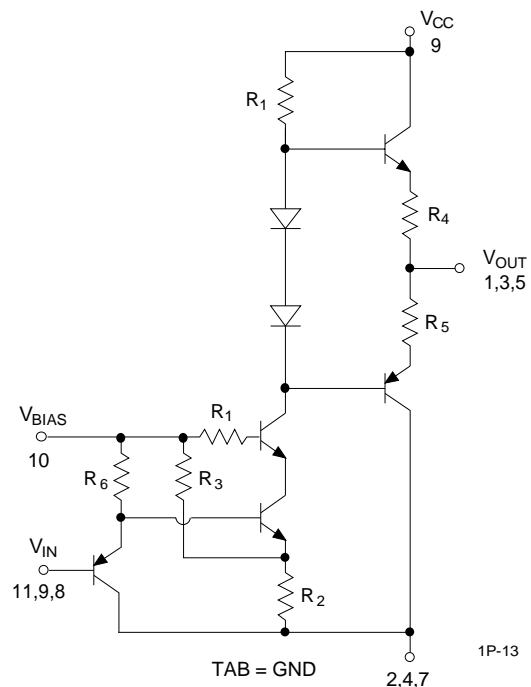 VCC
9
R1
R4
VOUT
1,3,5
R5
VBIAS
10
R1
R6
R3
VIN
11,9,8
R2
TAB = GND
2,4,7
1P-13